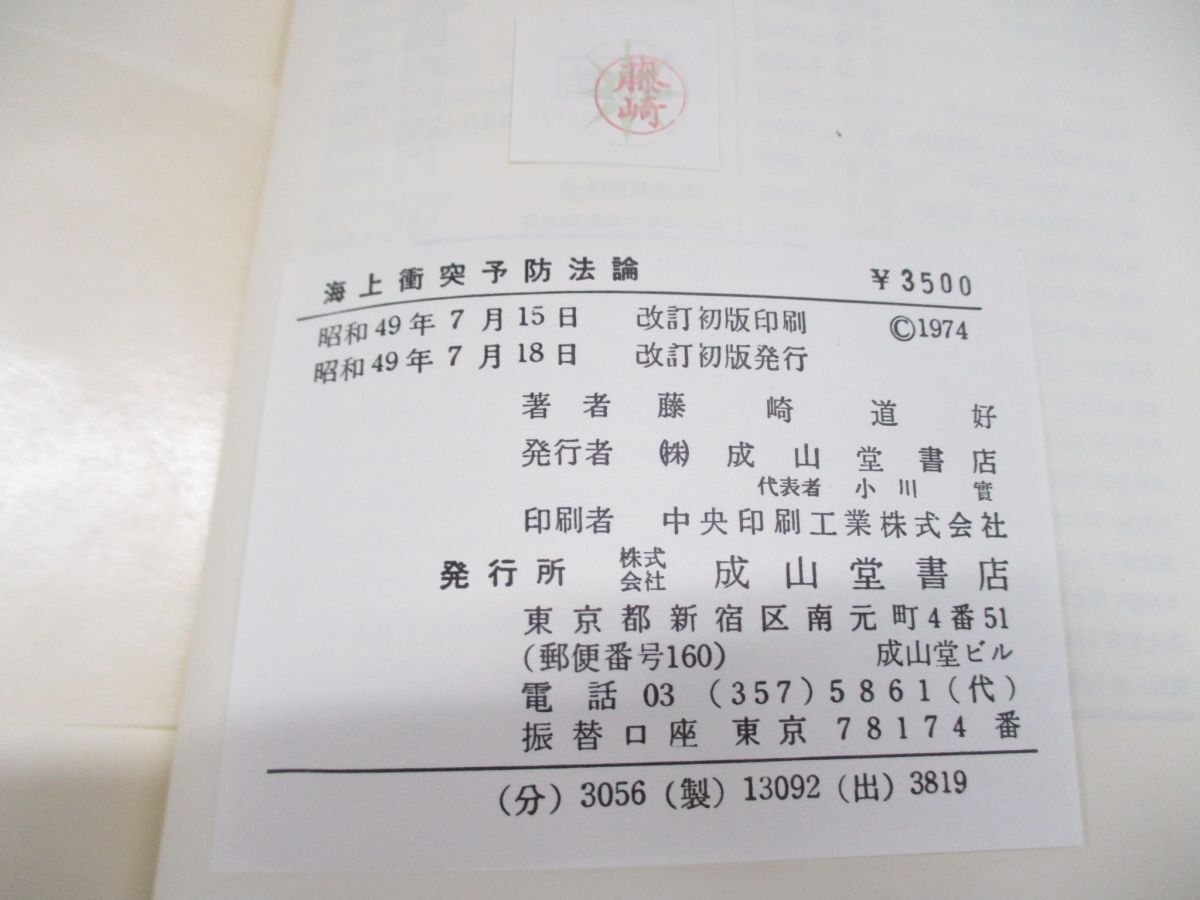 藤崎
海上衝突予防法論 ¥3500
昭和49年7月15日 改訂初版印刷 ©1974
昭和49年7月18日 改訂初版発行
著者 藤崎道好
発行者 ㈱成山堂書店
代表者 小川實
印刷者 中央印刷工業株式会社
発行所 株式会社 成山堂書店
東京都新宿区南元町4番51
(郵便番号160) 成山堂ビル
電話 03 (357) 5861(代)
振替口座 東京 78174番
(分) 3056 (製) 13092 (出) 3819